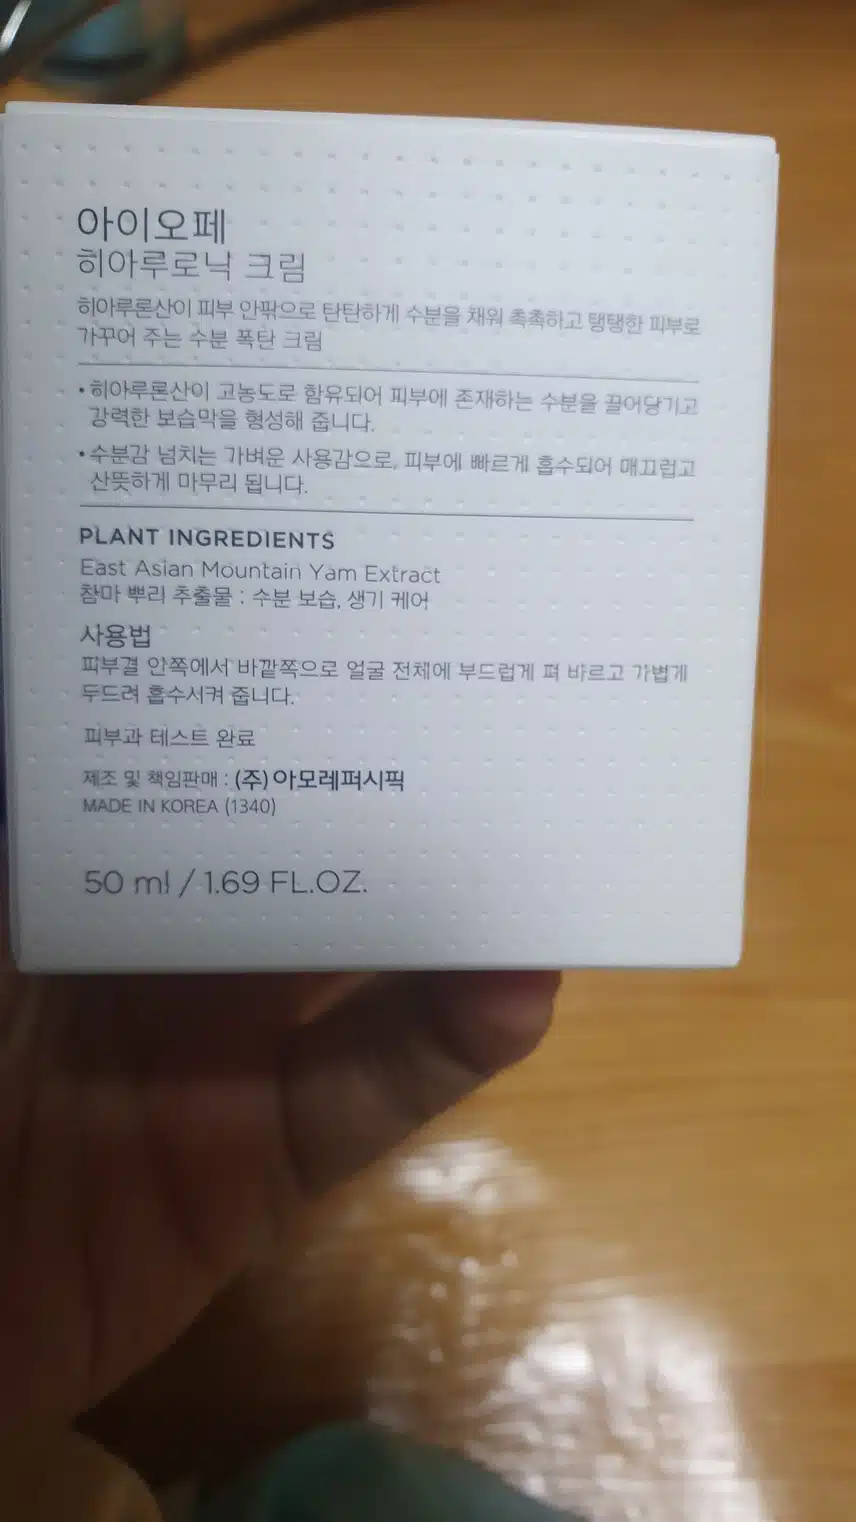 아이오페
히아루로닉 크림
히아루론산이 피부 안팎으로 탄탄하게 수분을 채워 촉촉하고 탱탱한 피부로
가꾸어 주는 수분 폭탄 크림
• 히아루론산이 고농도로 함유되어 피부에 존재하는 수분을 끌어당기고
강력한 보습막을 형성해 줍니다.
• 수분감 넘치는 가벼운 사용감으로, 피부에 빠르게 흡수되어 매끄럽고
산뜻하게 마무리 됩니다.
PLANT INGREDIENTS
East Asian Mountain Yam Extract
참마 뿌리 추출물 : 수분 보습, 생기 케어
사용법
피부결 안쪽에서 바깥쪽으로 얼굴 전체에 부드럽게 펴 바르고 가볍게
두드려 흡수시켜 줍니다.
피부과 테스트 완료
제조 및 책임판매 : (주)아모레퍼시픽
MADE IN KOREA (1340)
50 ml / 1.69 FL.OZ.